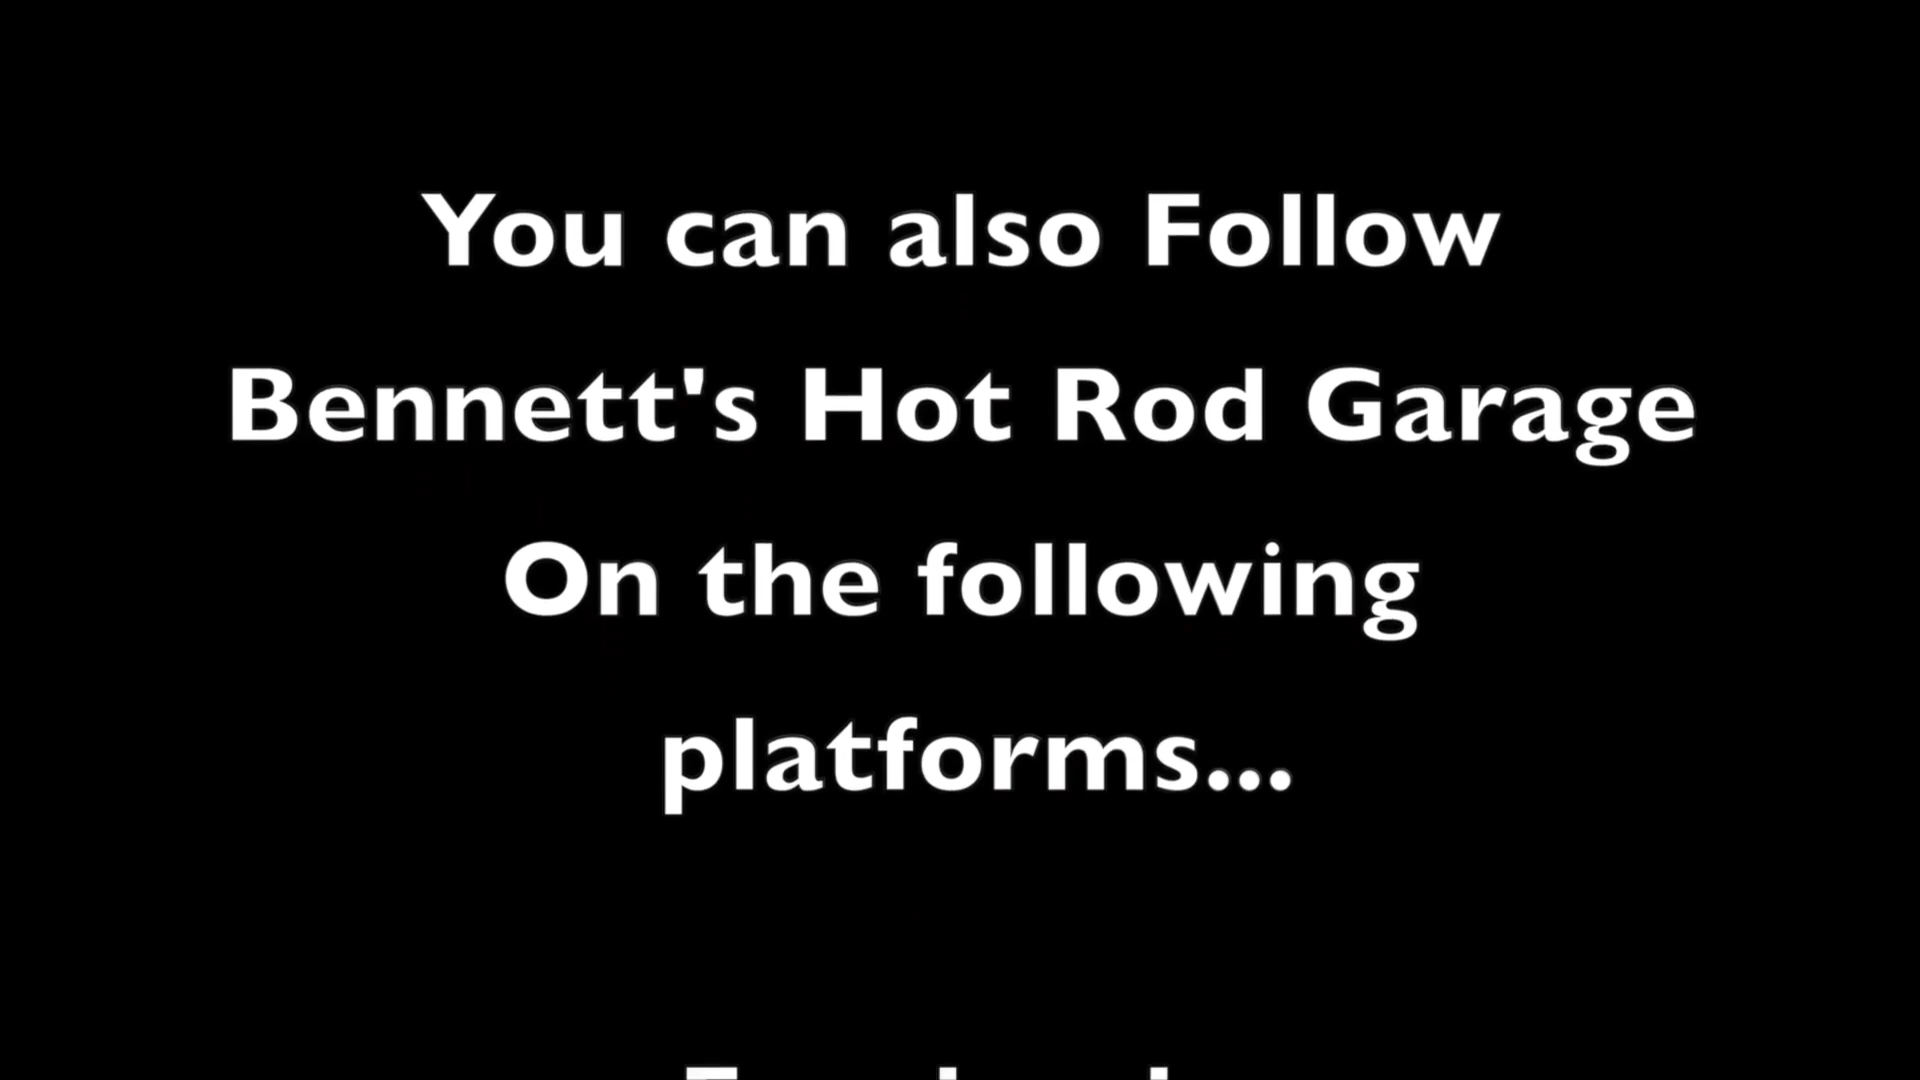 You can also Follow
Bennett's Hot Rod Garage
On the following
platforms...